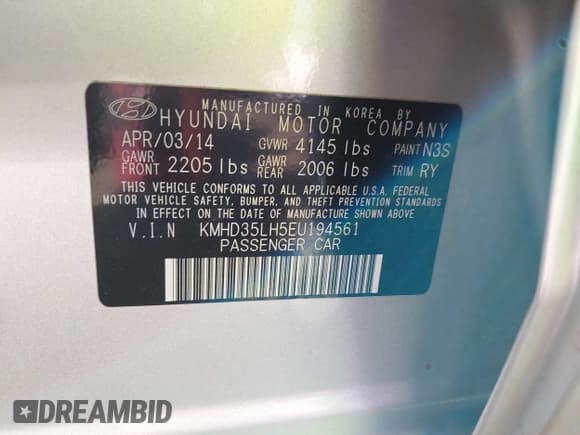 MANUFACTURED IN KOREA BY
HYUNDAI MOTOR COMPANY
APR/03/14 GVWR 4145 lbs PAINT N3S
GAWR FRONT 2205 lbs GAWR REAR 2006 lbs TRIM RY
THIS VEHICLE CONFORMS TO ALL APPLICABLE U.S.A. FEDERAL
MOTOR VEHICLE SAFETY, BUMPER, AND THEFT PREVENTION STANDARDS
IN EFFECT ON THE DATE OF MANUFACTURE SHOWN ABOVE
V.I.N KMHD35LH5EU194561
PASSENGER CAR
DREAMBID